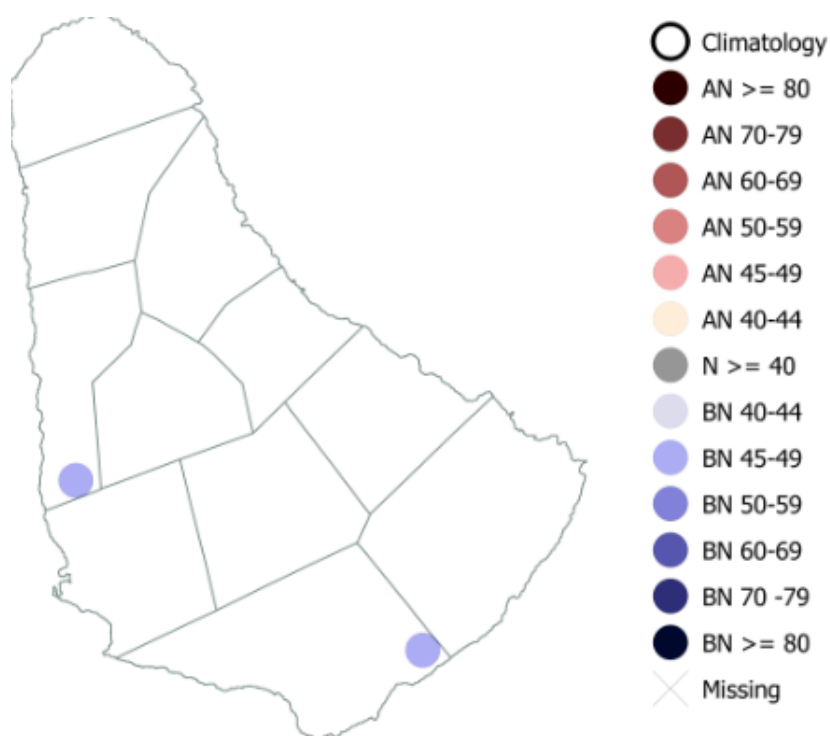 Climatology
AN >= 80
AN 70-79
AN 60-69
AN 50-59
AN 45-49
AN 40-44
N >= 40
BN 40-44
BN 45-49
BN 50-59
BN 60-69
BN 70 -79
BN >= 80
Missing